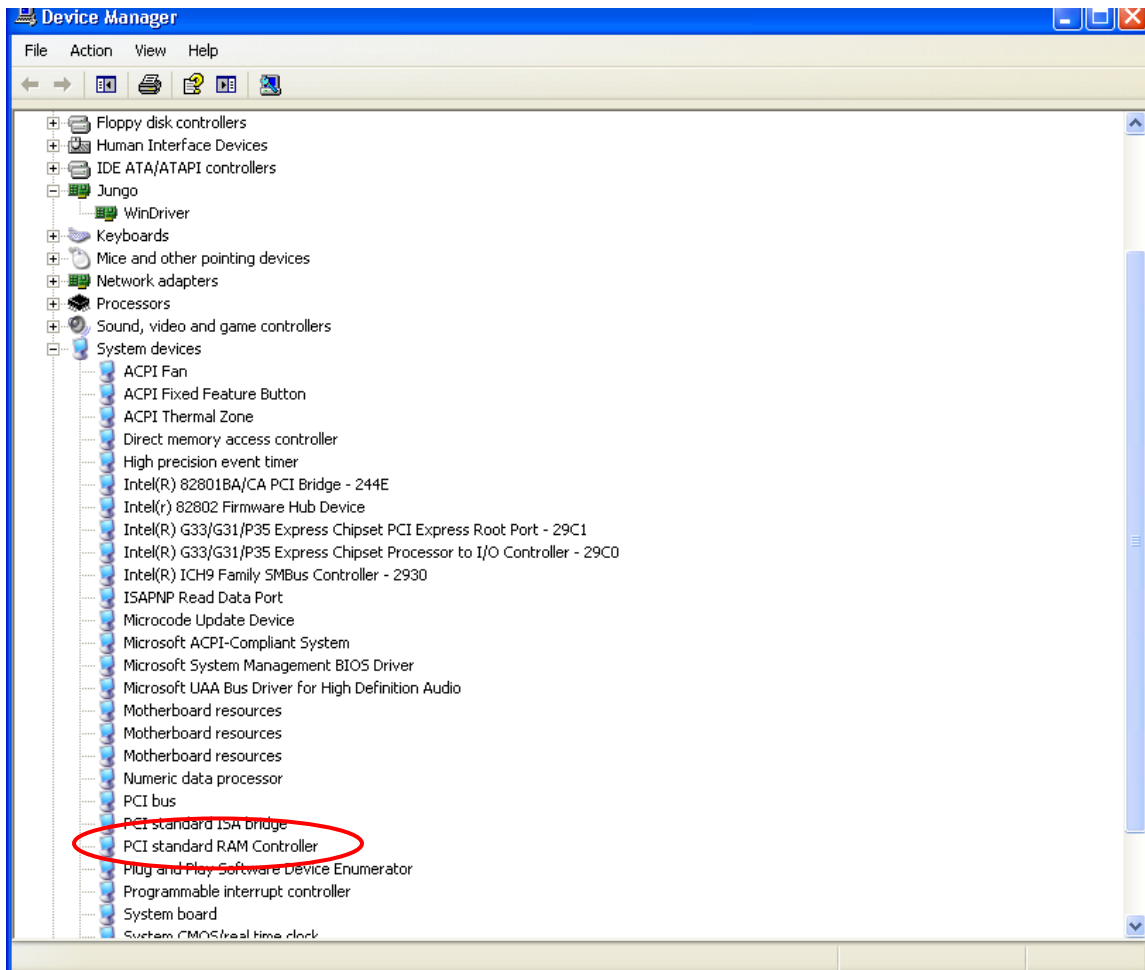 Device Manager
File Action View Help
Floppy disk controllers
Human Interface Devices
IDE ATA/ATAPI controllers
Jungo
WinDriver
Keyboards
Mice and other pointing devices
Network adapters
Processors
Sound, video and game controllers
System devices
ACPI Fan
ACPI Fixed Feature Button
ACPI Thermal Zone
Direct memory access controller
High precision event timer
Intel(R) 82801BA/CA PCI Bridge - 244E
Intel(r) 82802 Firmware Hub Device
Intel(R) G33/G31/P35 Express Chipset PCI Express Root Port - 29C1
Intel(R) G33/G31/P35 Express Chipset Processor to I/O Controller - 29C0
Intel(R) ICH9 Family SMBus Controller - 2930
ISAPNP Read Data Port
Microcode Update Device
Microsoft ACPI-Compliant System
Microsoft System Management BIOS Driver
Microsoft UAA Bus Driver for High Definition Audio
Motherboard resources
Motherboard resources
Motherboard resources
Numeric data processor
PCI bus
PCI standard ISA bridge
PCI standard RAM Controller
Plug and Play Software Device Enumerator
Programmable interrupt controller
System board
System CMOS/real time clock